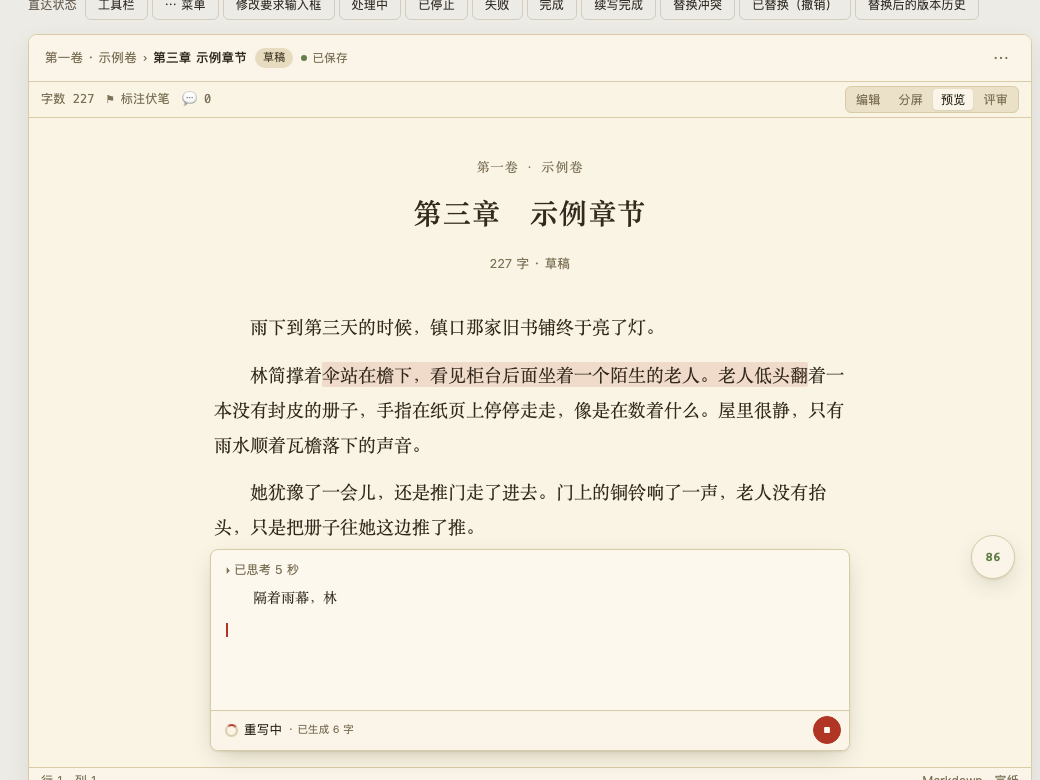 直达状态 工具栏 ··· 菜单 修改要求输入框 处理中 已停止 失败 完成 续写完成 替换冲突 已替换（撤销） 替换后的版本历史
第一卷 · 示例卷 › 第三章 示例章节 草稿 已保存 ···
字数 227 标注伏笔 0 编辑 分屏 预览 评审
第一卷 · 示例卷
第三章 示例章节
227 字 · 草稿
雨下到第三天的时候，镇口那家旧书铺终于亮了灯。
林简撑着伞站在檐下，看见柜台后面坐着一个陌生的老人。老人低头翻着一
本没有封皮的册子，手指在纸页上停停走走，像是在数着什么。屋里很静，只有
雨水顺着瓦檐落下的声音。
她犹豫了一会儿，还是推门走了进去。门上的铜铃响了一声，老人没有抬
头，只是把册子往她这边推了推。
已思考 5 秒
隔着雨幕，林
86
重写中 · 已生成 6 字
行 1 列 1 Markdown 宣纸